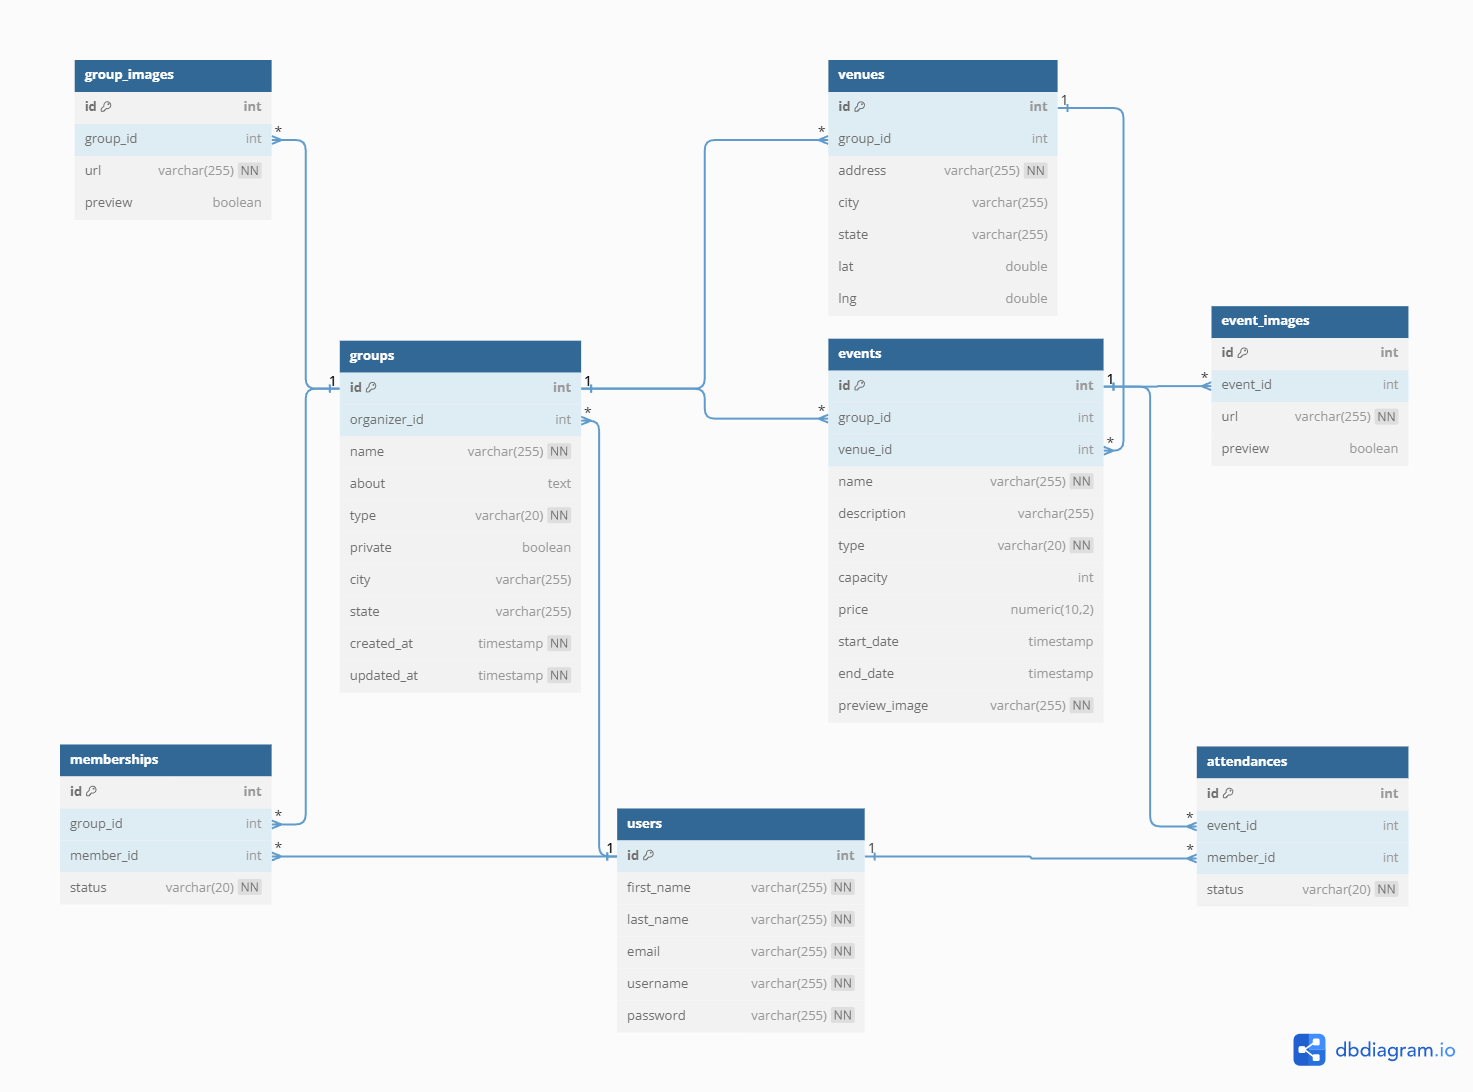 group_images
id int
group_id int
url varchar(255) NN
preview boolean
*
venues
id int
group_id int
address varchar(255) NN
city varchar(255)
state varchar(255)
lat double
lng double
1
*
groups
id int
organizer_id int
name varchar(255) NN
about text
type varchar(20) NN
private boolean
city varchar(255)
state varchar(255)
created_at timestamp NN
updated_at timestamp NN
1
1
*
events
id int
group_id int
venue_id int
name varchar(255) NN
description varchar(255)
type varchar(20) NN
capacity int
price numeric(10,2)
start_date timestamp
end_date timestamp
preview_image varchar(255) NN
*
1
*
event_images
id int
event_id int
url varchar(255) NN
preview boolean
*
memberships
id int
group_id int
member_id int
status varchar(20) NN
*
*
users
id int
first_name varchar(255) NN
last_name varchar(255) NN
email varchar(255) NN
username varchar(255) NN
password varchar(255) NN
1
1
attendances
id int
event_id int
member_id int
status varchar(20) NN
*
*
dbdiagram.io